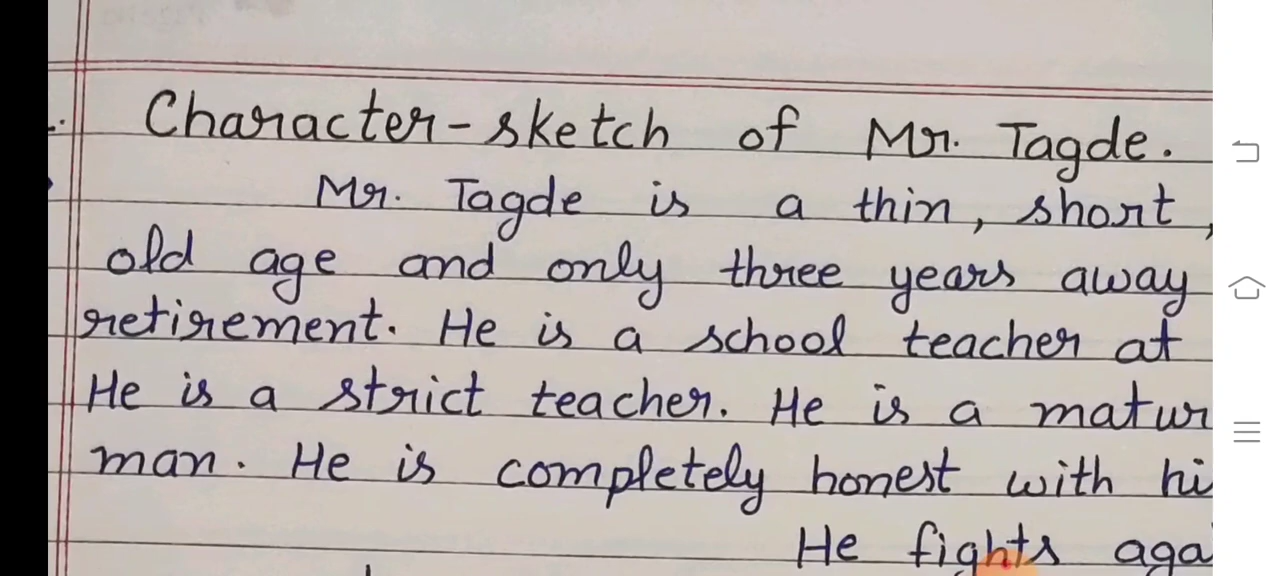 Character-sketch of Mr. Tagde.
Mr. Tagde is a thin, short,
old age and only three years away
retirement. He is a school teacher at
He is a strict teacher. He is a matur
man. He is completely honest with hi
He fights aga